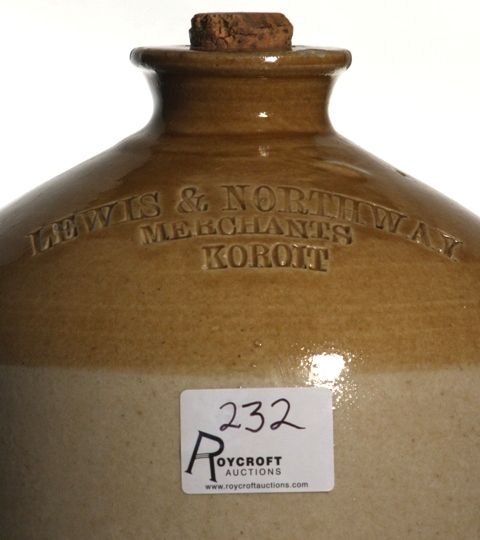 LEWIS & NORTHWAY
MERCHANTS
KOROIT
232
ROYCROFT
AUCTIONS
www.roycroftauctions.com